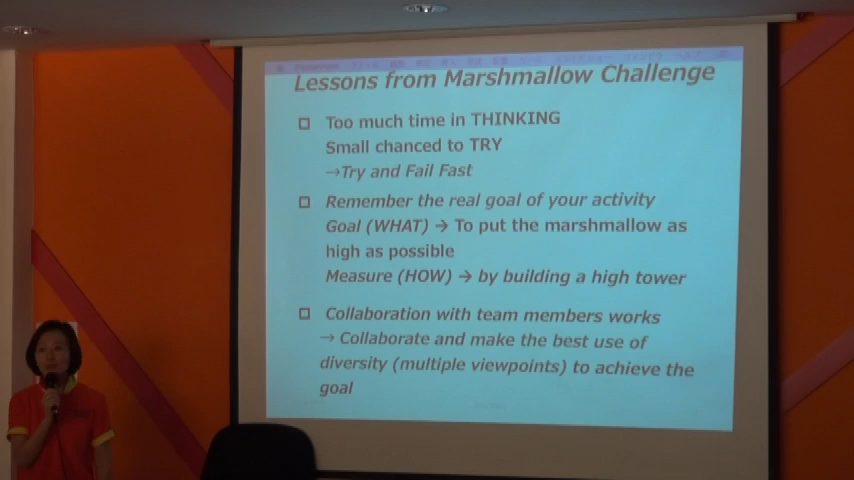 Lessons from Marshmallow Challenge
Too much time in THINKING
Small chanced to TRY
→Try and Fail Fast
Remember the real goal of your activity
Goal (WHAT) → To put the marshmallow as
high as possible
Measure (HOW) → by building a high tower
Collaboration with team members works
→ Collaborate and make the best use of
diversity (multiple viewpoints) to achieve the
goal